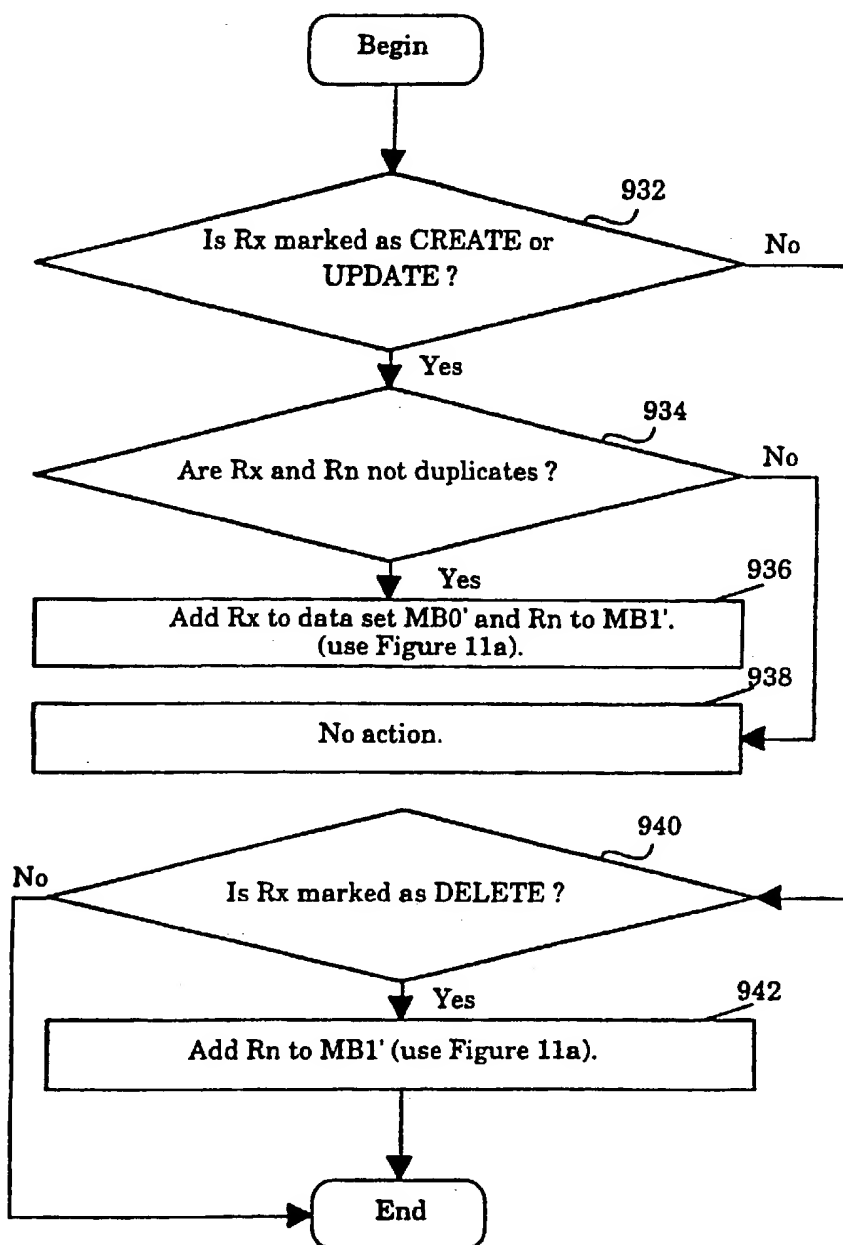 Begin
932
Is Rx marked as CREATE or
UPDATE ?
No
Yes
934
Are Rx and Rn not duplicates ?
No
Yes
936
Add Rx to data set MB0' and Rn to MB1'.
(use Figure 11a).
938
No action.
940
No
Is Rx marked as DELETE ?
Yes
942
Add Rn to MB1' (use Figure 11a).
End